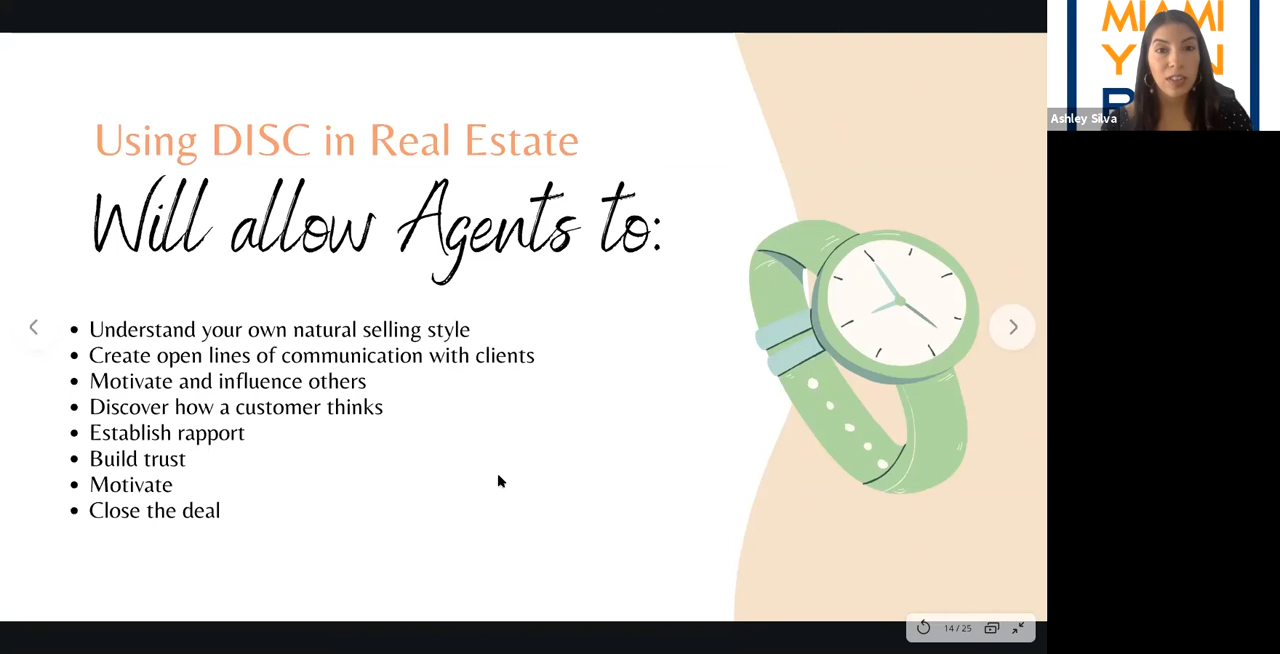 Using DISC in Real Estate
Will allow Agents to:
Understand your own natural selling style
Create open lines of communication with clients
Motivate and influence others
Discover how a customer thinks
Establish rapport
Build trust
Motivate
Close the deal
14 / 25
MIAMI
Ashley Silva